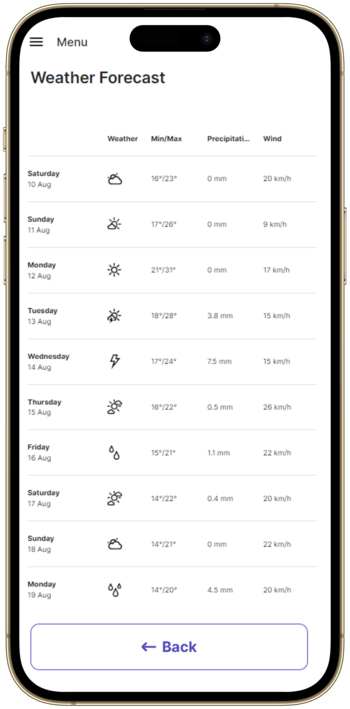 Menu
Weather Forecast
Weather Min/Max Precipitati... Wind
Saturday
10 Aug
16°/23° 0 mm 20 km/h
Sunday
11 Aug
17°/26° 0 mm 9 km/h
Monday
12 Aug
21°/31° 0 mm 17 km/h
Tuesday
13 Aug
18°/28° 3.8 mm 15 km/h
Wednesday
14 Aug
17°/24° 7.5 mm 15 km/h
Thursday
15 Aug
16°/22° 0.5 mm 26 km/h
Friday
16 Aug
15°/21° 1.1 mm 22 km/h
Saturday
17 Aug
14°/22° 0.4 mm 20 km/h
Sunday
18 Aug
14°/21° 0 mm 22 km/h
Monday
19 Aug
14°/20° 4.5 mm 20 km/h
← Back